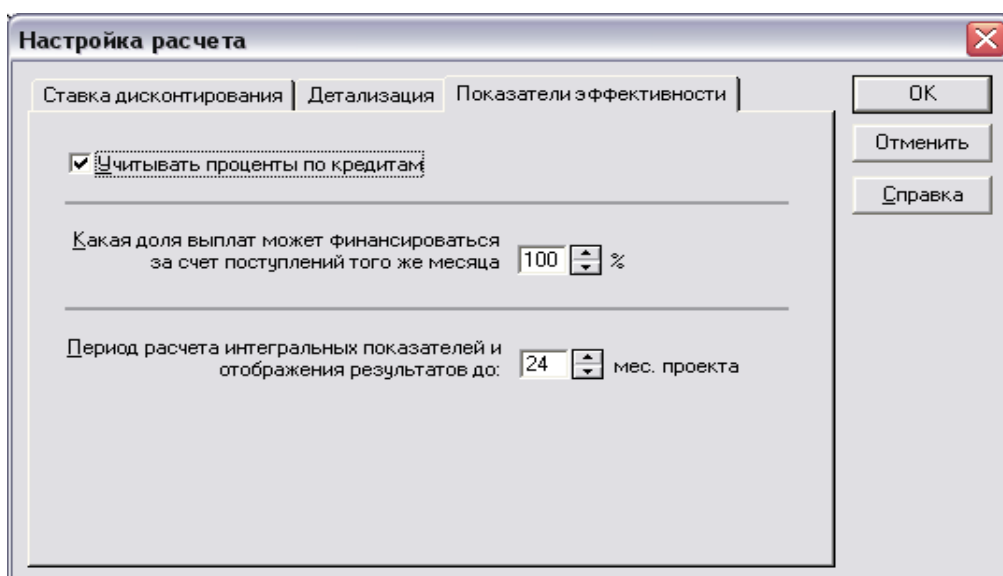 Настройка расчета
Ставка дисконтирования Детализация Показатели эффективности
OK
Отменить
Справка
Учитывать проценты по кредитам
Какая доля выплат может финансироваться
за счет поступлений того же месяца 100 %
Период расчета интегральных показателей и
отображения результатов до: 24 мес. проекта